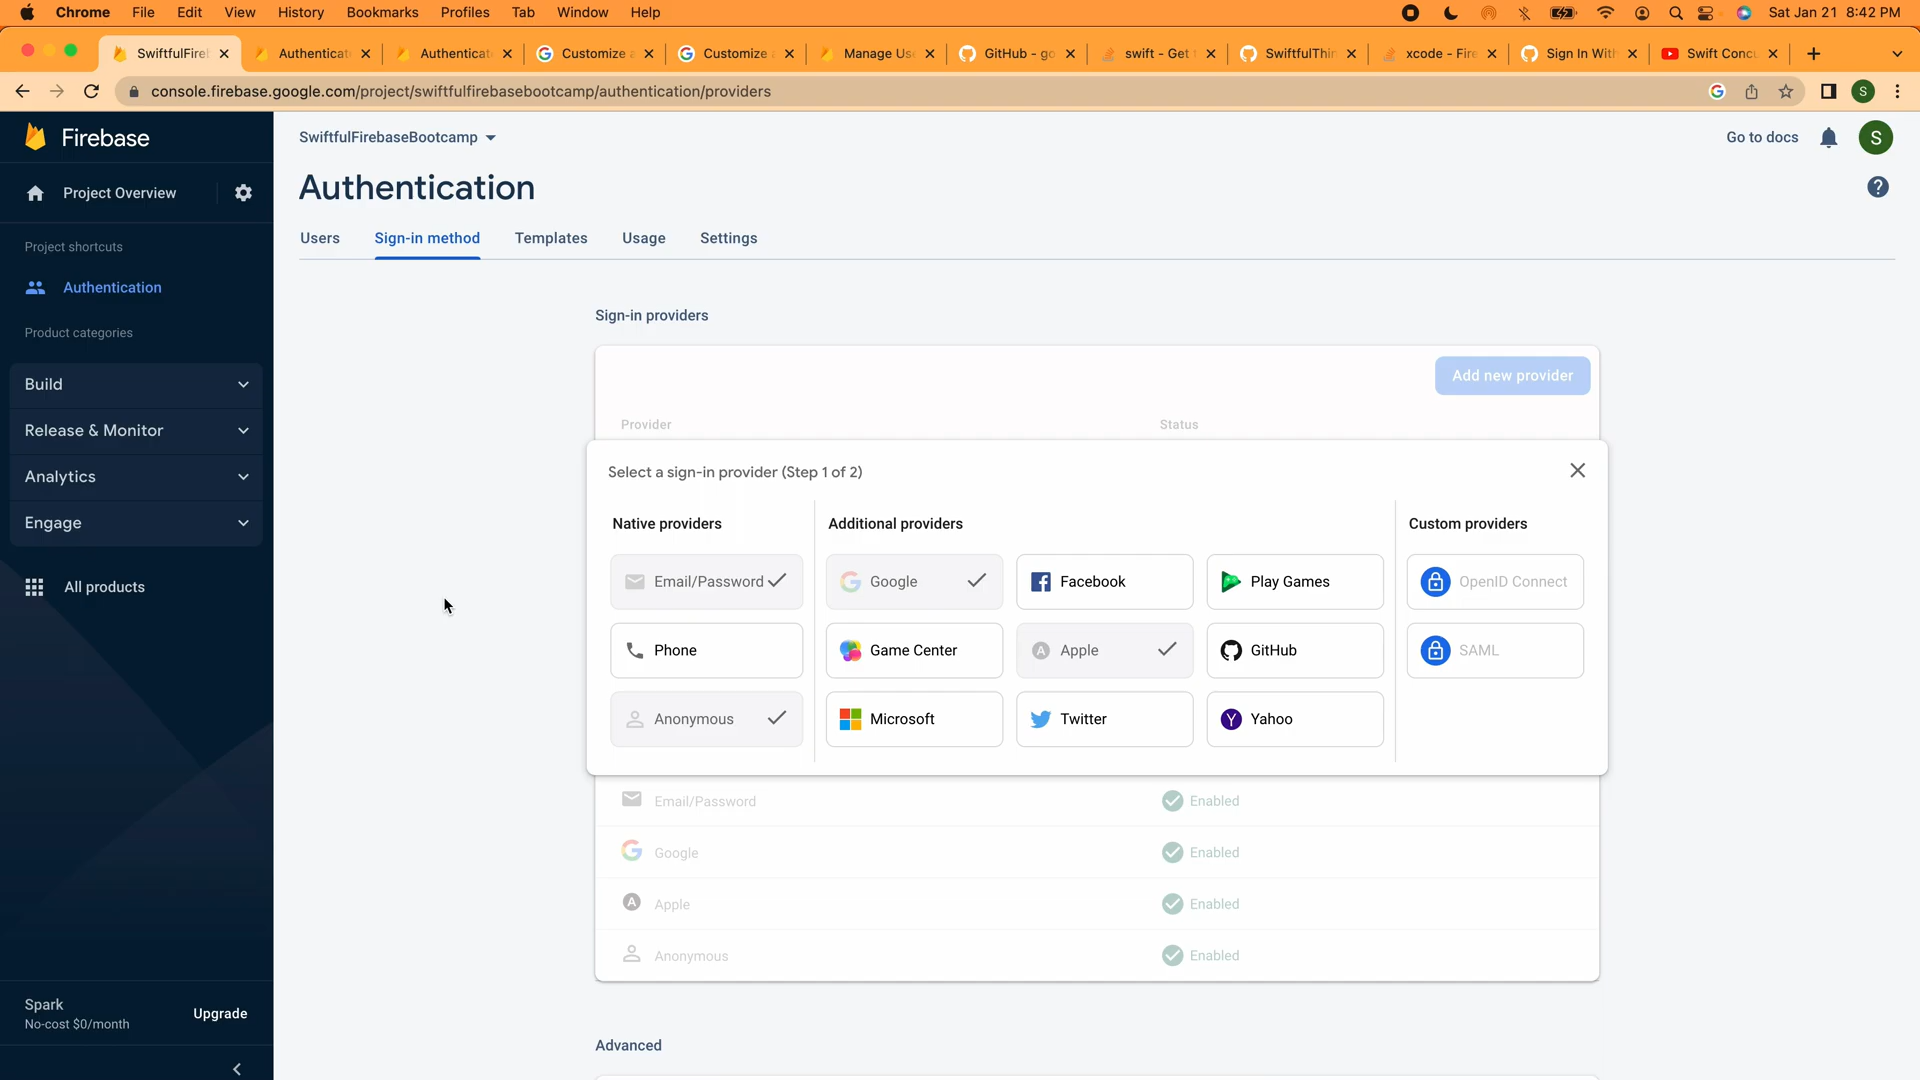 Chrome File Edit View History Bookmarks Profiles Tab Window Help Sat Jan 21 8:42 PM
SwiftfulFire Authenticat Authenticat Customize a Customize a Manage Us GitHub - go swift - Get SwiftfulThin xcode - Fire Sign In With Swift Concu
console.firebase.google.com/project/swiftfulfirebasebootcamp/authentication/providers S
Firebase
SwiftfulFirebaseBootcamp
Go to docs
S
Project Overview
Authentication
?
Users Sign-in method Templates Usage Settings
Project shortcuts
Authentication
Product categories
Build
Release & Monitor
Analytics
Engage
All products
Spark
No-cost $0/month
Upgrade
Sign-in providers
Add new provider
Provider Status
Select a sign-in provider (Step 1 of 2)
Native providers Additional providers Custom providers
Email/Password Google Facebook Play Games OpenID Connect
Phone Game Center Apple GitHub SAML
Anonymous Microsoft Twitter Yahoo
Email/Password Enabled
Google Enabled
Apple Enabled
Anonymous Enabled
Advanced